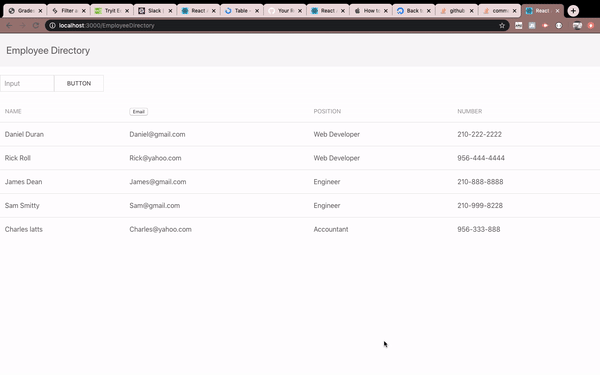 Grade
Filter a
TryIt E
Slack
React
Table
Your R
React
How to
Back t
github
comm
React
localhost:3000/EmployeeDirectory
Employee Directory
Input BUTTON
NAME Email POSITION NUMBER
Daniel Duran Daniel@gmail.com Web Developer 210-222-2222
Rick Roll Rick@yahoo.com Web Developer 956-444-4444
James Dean James@gmail.com Engineer 210-888-8888
Sam Smitty Sam@gmail.com Engineer 210-999-8228
Charles Iatts Charles@yahoo.com Accountant 956-333-888